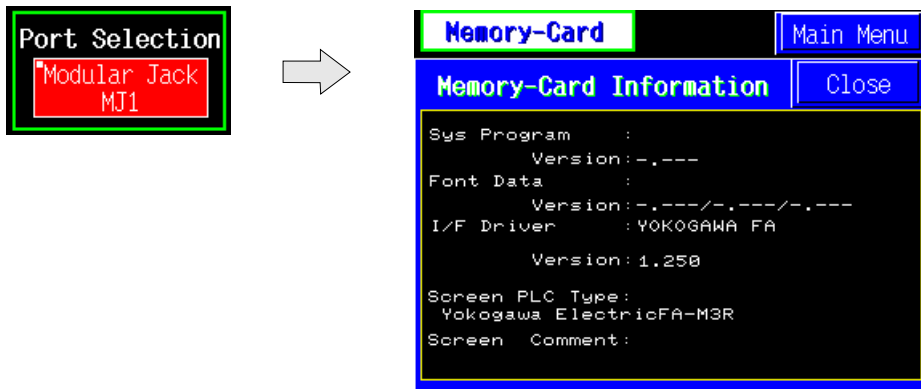 Port Selection
Modular Jack
MJ1
Memory-Card
Main Menu
Memory-Card Information
Close
Sys Program :
Version:-.---
Font Data :
Version:-.---/-.---/-.---
I/F Driver :YOKOGAWA FA
Version:1.250
Screen PLC Type:
Yokogawa ElectricFA-M3R
Screen Comment: